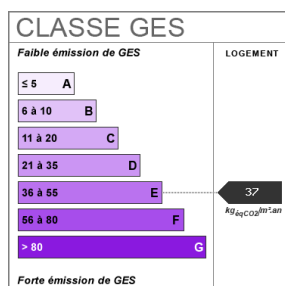 CLASSE GES
Faible émission de GES
LOGEMENT
≤ 5 A
6 à 10 B
11 à 20 C
21 à 35 D
36 à 55 E
37
kgéqCO2/m².an
56 à 80 F
> 80 G
Forte émission de GES